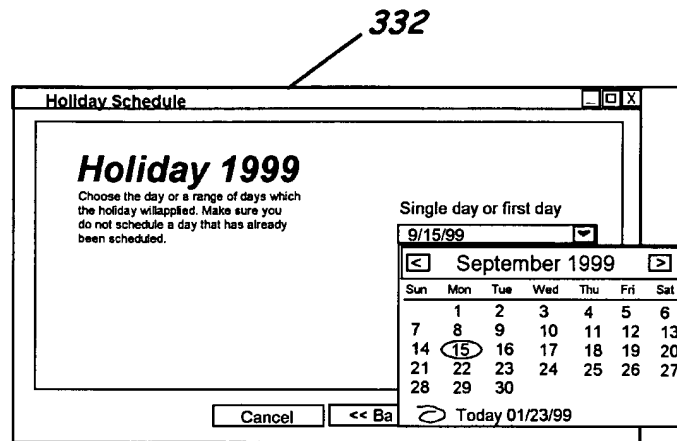 332
Holiday Schedule
Holiday 1999
Choose the day or a range of days which
the holiday willapplied. Make sure you
do not schedule a day that has already
been scheduled.
Single day or first day
9/15/99
< September 1999 >
Sun Mon Tue Wed Thu Fri Sat
1 2 3 4 5 6
7 8 9 10 11 12 13
14 15 16 17 18 19 20
21 22 23 24 25 26 27
28 29 30
Today 01/23/99
Cancel << Ba